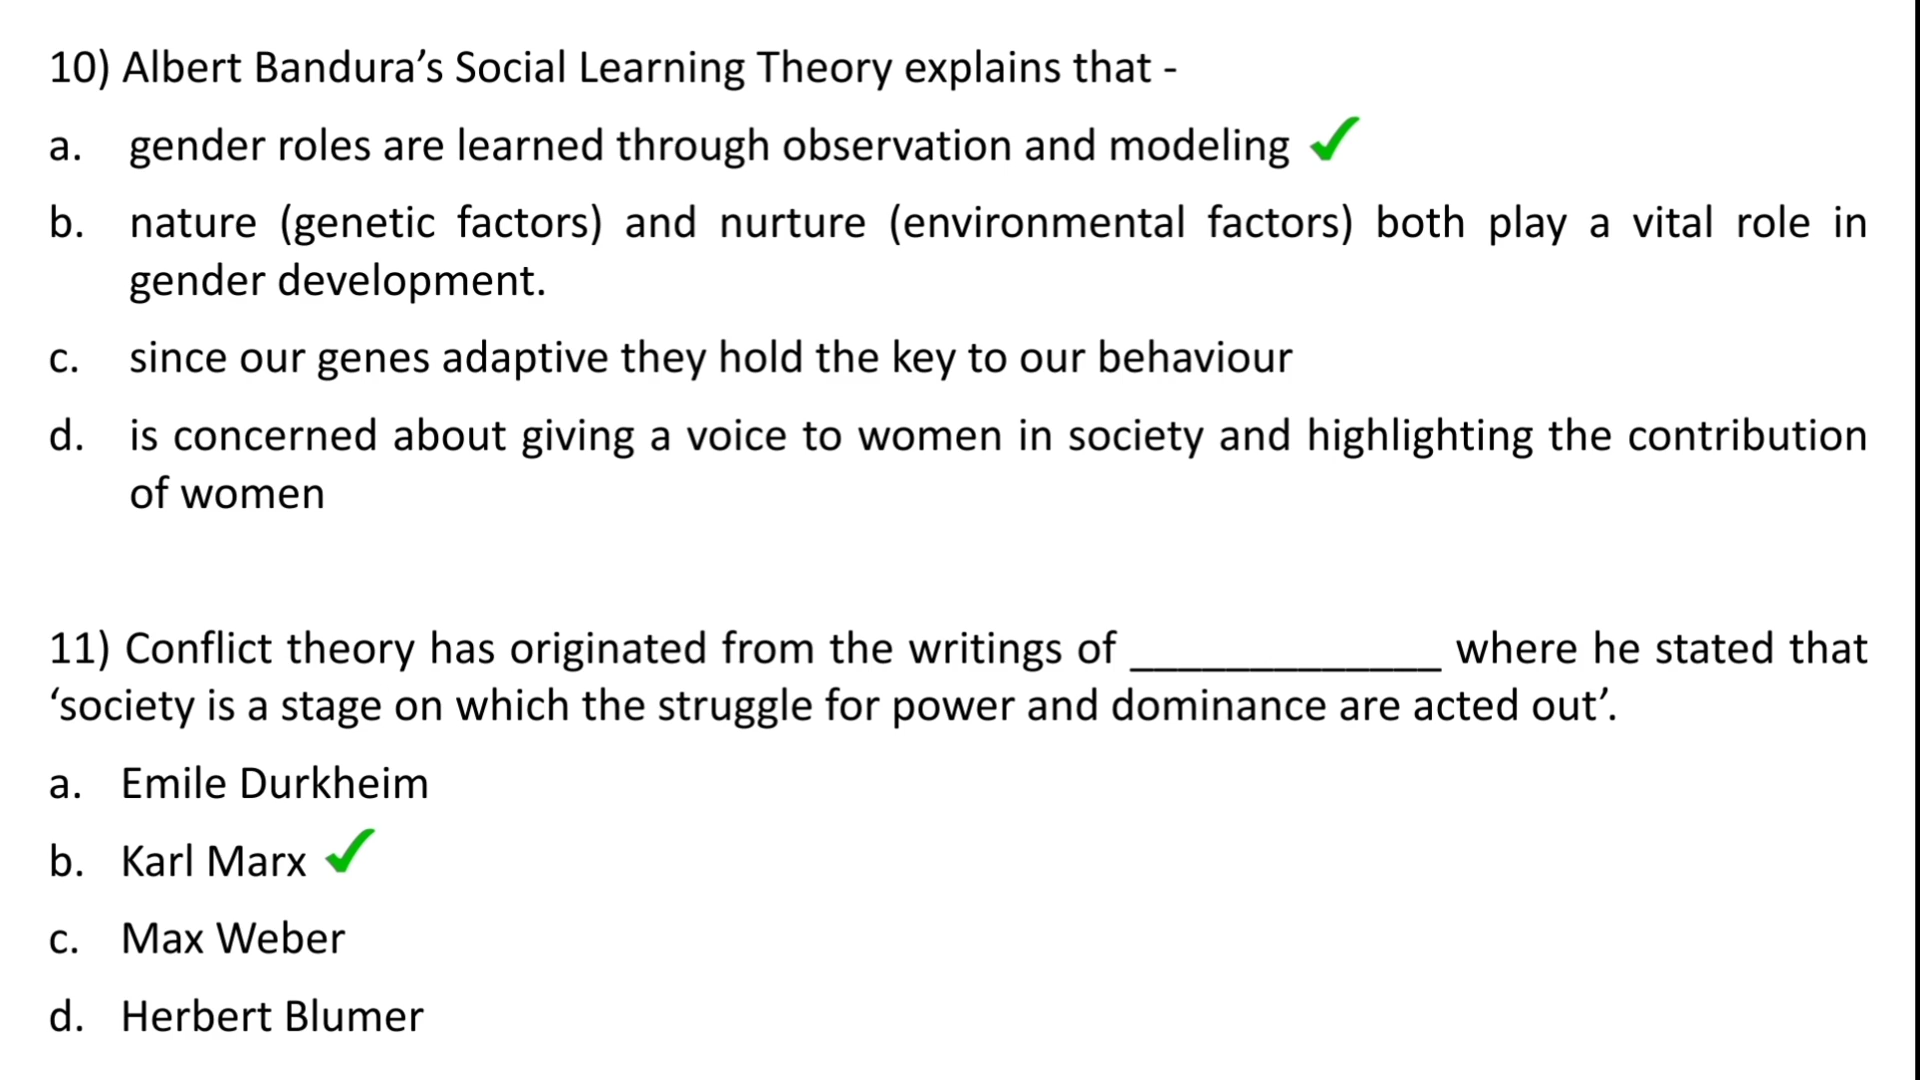 10) Albert Bandura’s Social Learning Theory explains that -
a. gender roles are learned through observation and modeling
b. nature (genetic factors) and nurture (environmental factors) both play a vital role in
gender development.
c. since our genes adaptive they hold the key to our behaviour
d. is concerned about giving a voice to women in society and highlighting the contribution
of women
11) Conflict theory has originated from the writings of _____________ where he stated that
‘society is a stage on which the struggle for power and dominance are acted out’.
a. Emile Durkheim
b. Karl Marx
c. Max Weber
d. Herbert Blumer